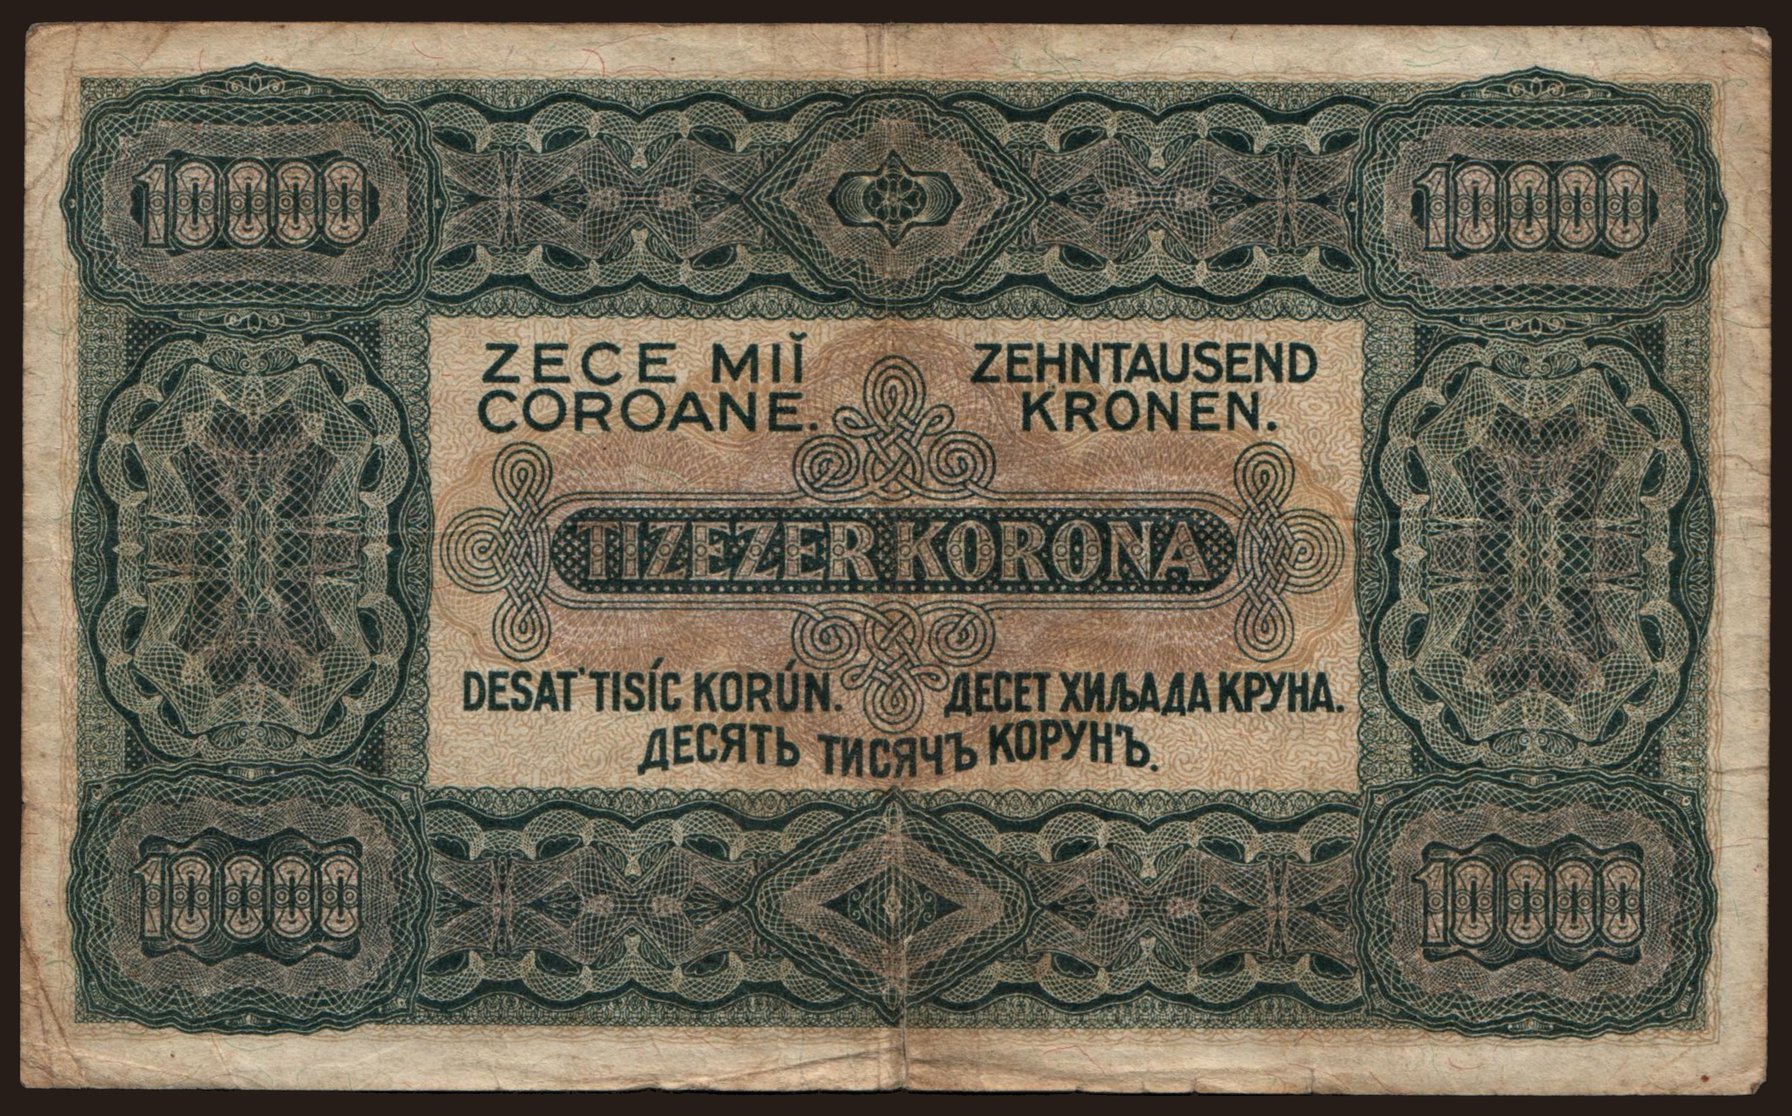 10000
10000
ZECE MIĬ
COROANE.
ZEHNTAUSEND
KRONEN.
TIZEZER KORONA
DESAT' TISÍC KORÚN.
ДЕСЕТ ХИЉАДА КРУНА.
ДЕСЯТЬ ТИСЯЧЪ КОРУНЪ.
10000
10000